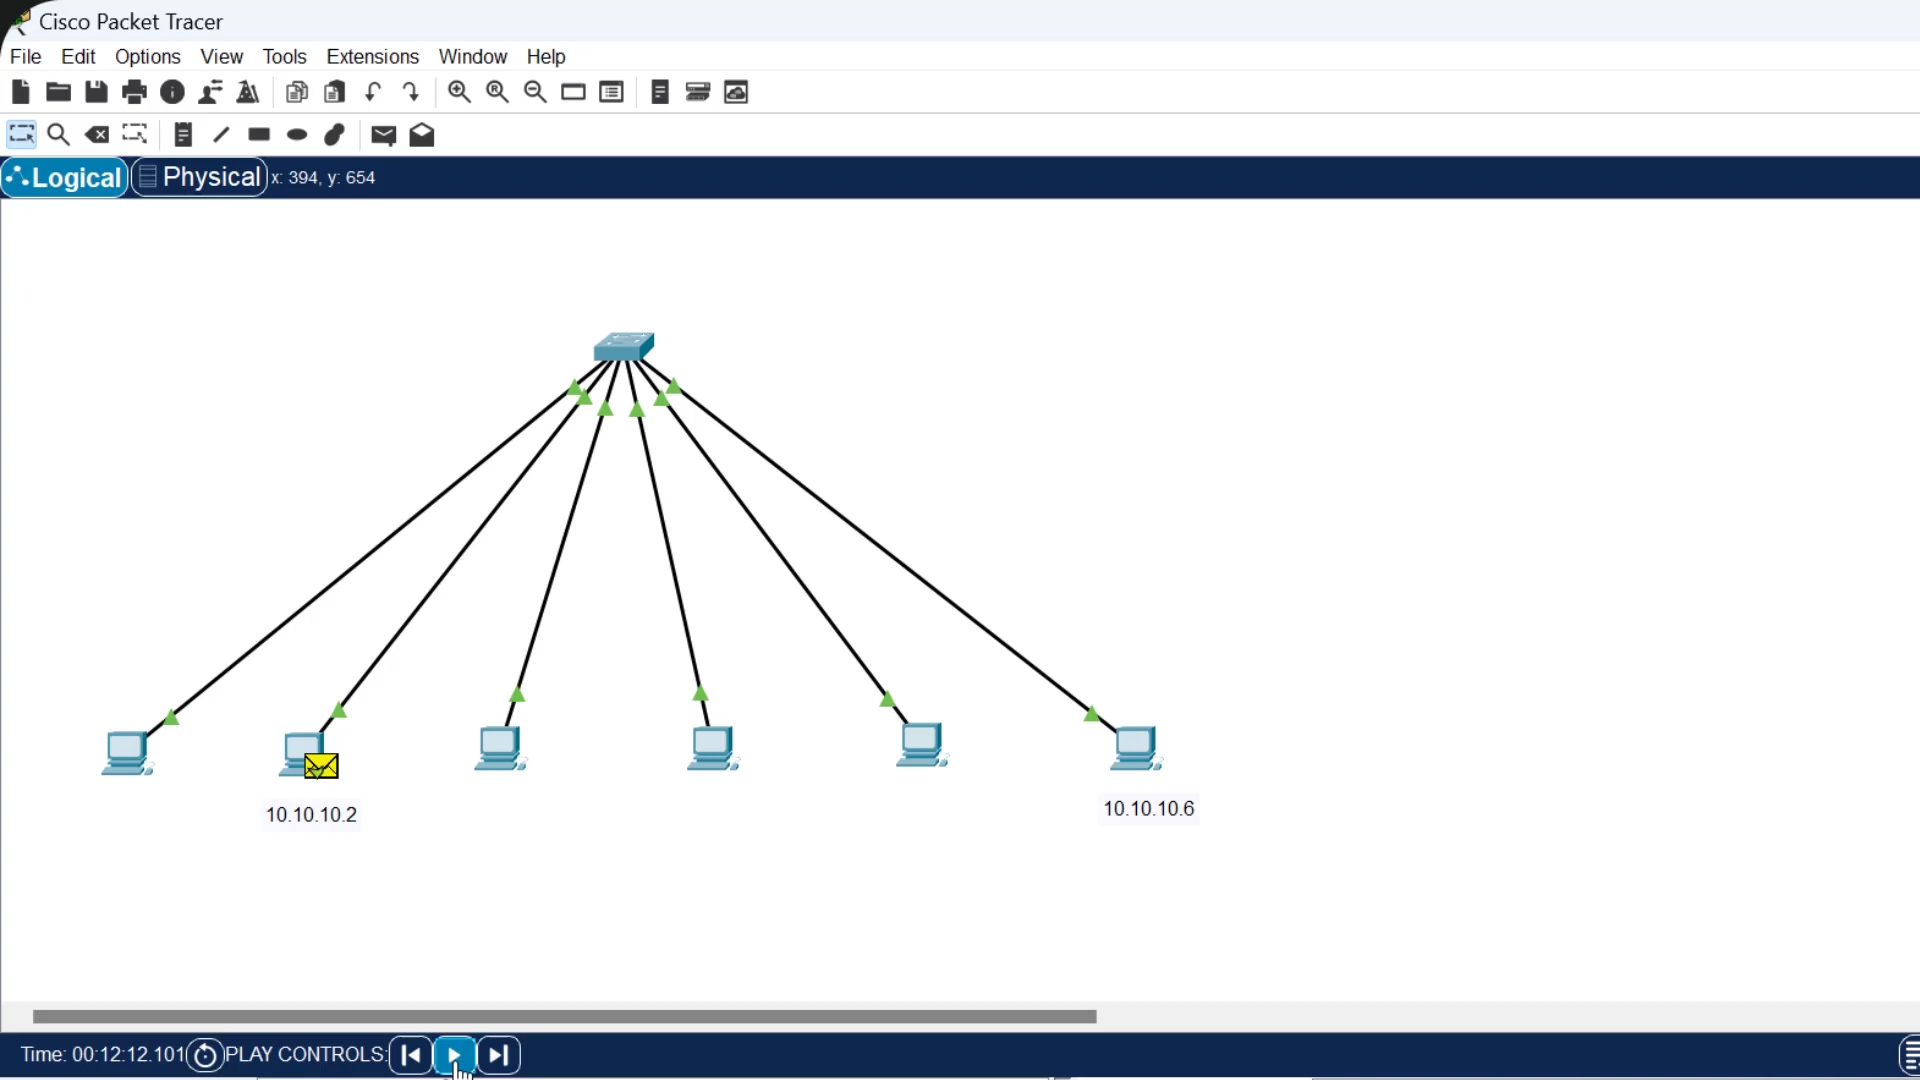 Cisco Packet Tracer
File Edit Options View Tools Extensions Window Help
Logical Physical x: 394, y: 654
10.10.10.2
10.10.10.6
Time: 00:12:12.101 PLAY CONTROLS: